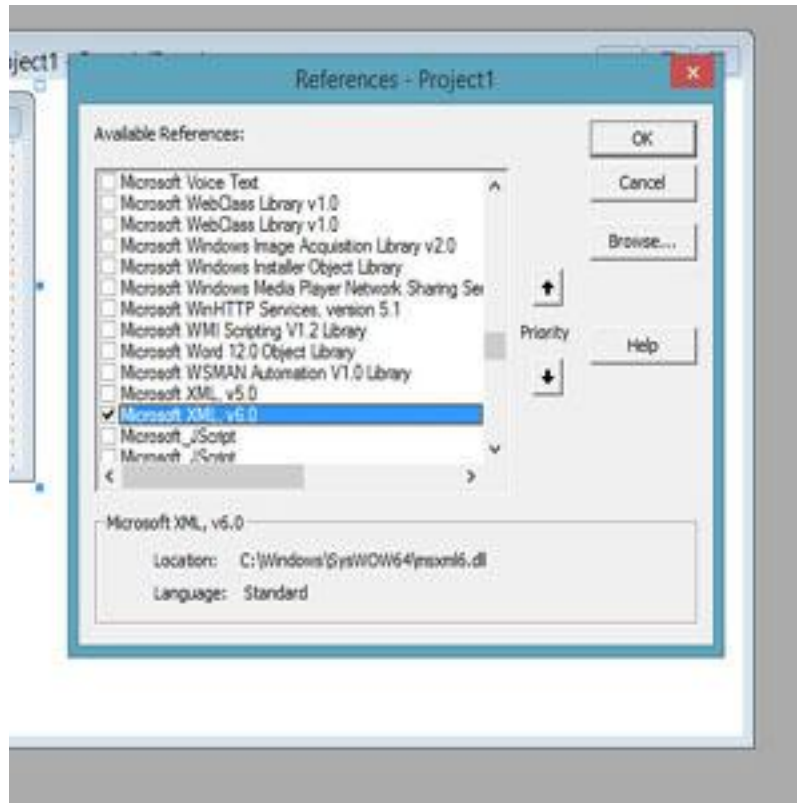 ject1
References - Project1
Available References:
OK
Cancel
Browse...
Help
Priority
Microsoft Voice Text
Microsoft WebClass Library v1.0
Microsoft WebClass Library v1.0
Microsoft Windows Image Acquistion Library v2.0
Microsoft Windows Installer Object Library
Microsoft Windows Media Player Network Sharing Ser
Microsoft WinHTTP Services, version 5.1
Microsoft WMI Scripting V1.2 Library
Microsoft Word 12.0 Object Library
Microsoft WSMAN Automation V1.0 Library
Microsoft XML, v5.0
Microsoft XML, v6.0
Microsoft_JScript
Microsoft JScript
Microsoft XML, v6.0
Location: C:\Windows\SysWOW64\msxml6.dll
Language: Standard